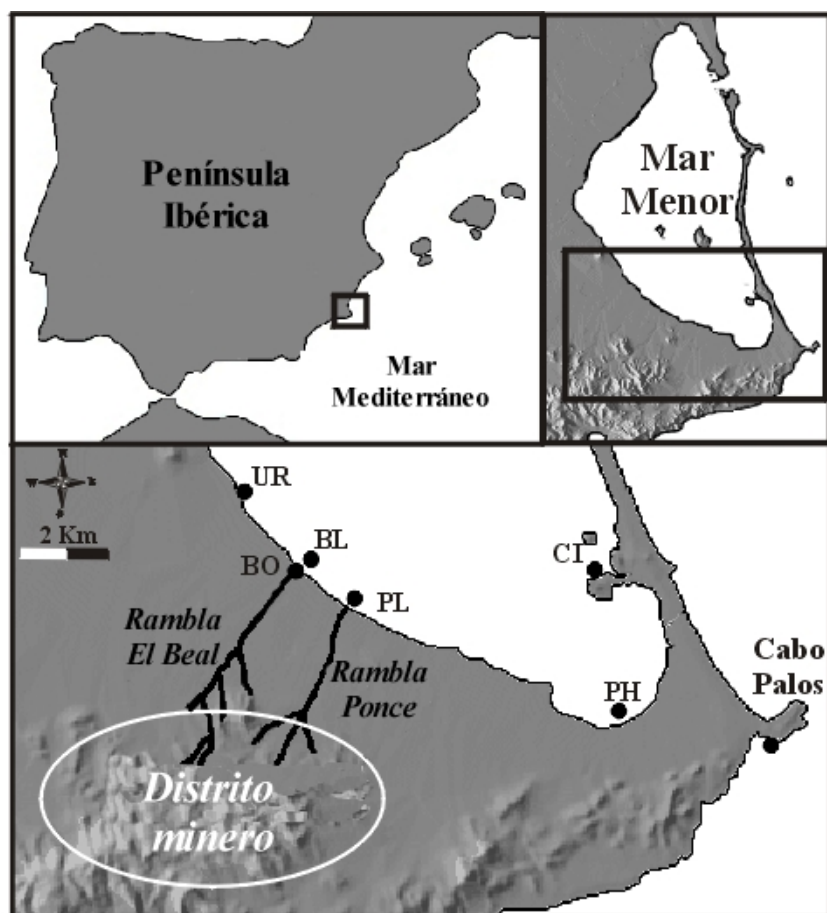 Península
Ibérica
Mar
Mediterráneo
Mar
Menor
N
W
E
S
2 Km
UR
BL
BO
PL
CI
PH
Rambla
El Beal
Rambla
Ponce
Cabo
Palos
Distrito
minero